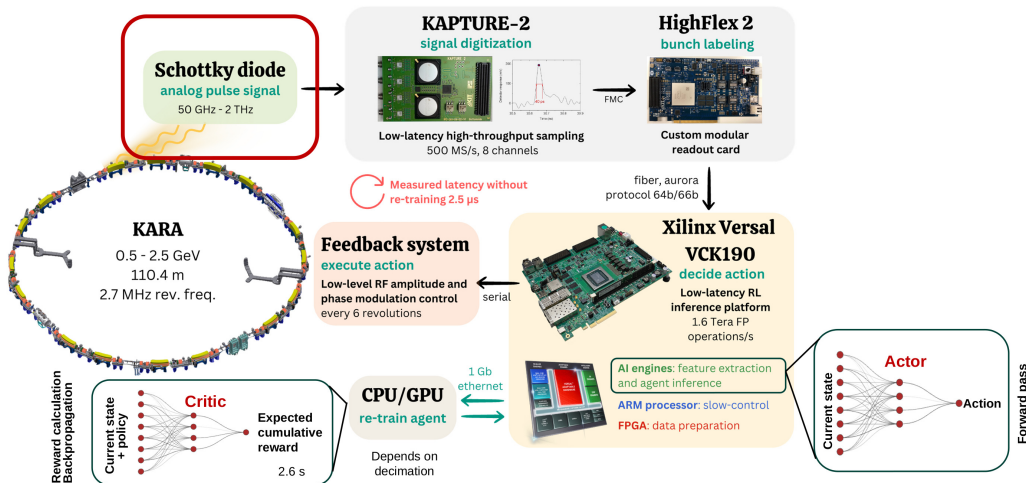 Schottky diode
analog pulse signal
50 GHz - 2 THz
KAPTURE-2
signal digitization
Low-latency high-throughput sampling
500 MS/s, 8 channels
FMC
HighFlex 2
bunch labeling
Custom modular
readout card
fiber, aurora
protocol 64b/66b
Measured latency without
re-training 2.5 μs
KARA
0.5 - 2.5 GeV
110.4 m
2.7 MHz rev. freq.
Feedback system
execute action
Low-level RF amplitude and
phase modulation control
every 6 revolutions
serial
Xilinx Versal
VCK190
decide action
Low-latency RL
inference platform
1.6 Tera FP
operations/s
AI engines: feature extraction
and agent inference
ARM processor: slow-control
FPGA: data preparation
1 Gb
ethernet
CPU/GPU
re-train agent
Depends on
decimation
Reward calculation
Backpropagation
Current state
+ policy
Critic
Expected
cumulative
reward
2.6 s
Current state
Actor
Action
Forward pass